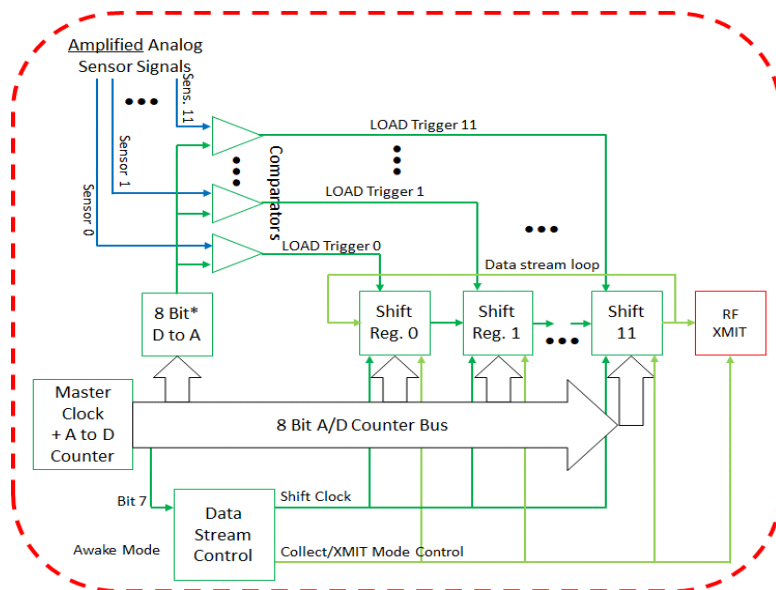 Amplified Analog
Sensor Signals
Sens. 11
Sensor 1
Sensor 0
Comparators
LOAD Trigger 11
LOAD Trigger 1
LOAD Trigger 0
Data stream loop
8 Bit*
D to A
Shift
Reg. 0
Shift
Reg. 1
Shift
11
RF
XMIT
Master
Clock
+ A to D
Counter
8 Bit A/D Counter Bus
Bit 7
Shift Clock
Data
Stream
Control
Awake Mode
Collect/XMIT Mode Control